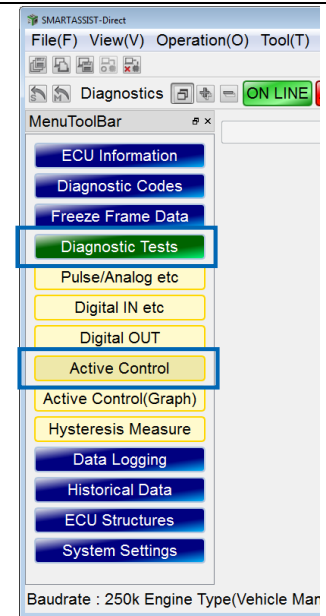 SMARTASSIST-Direct
File(F) View(V) Operation(O) Tool(T)
Diagnostics ON LINE
MenuToolBar
ECU Information
Diagnostic Codes
Freeze Frame Data
Diagnostic Tests
Pulse/Analog etc
Digital IN etc
Digital OUT
Active Control
Active Control(Graph)
Hysteresis Measure
Data Logging
Historical Data
ECU Structures
System Settings
Baudrate : 250k Engine Type(Vehicle Man